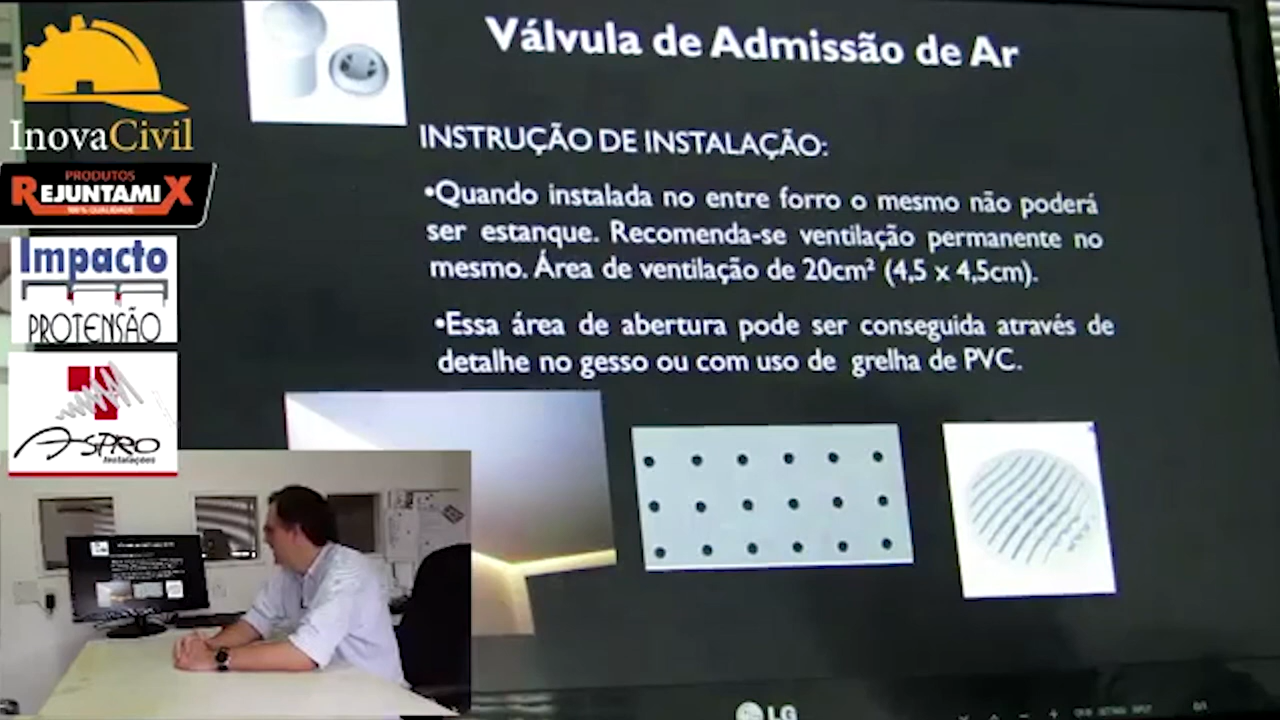 Válvula de Admissão de Ar
INSTRUÇÃO DE INSTALAÇÃO:
•Quando instalada no entre forro o mesmo não poderá
ser estanque. Recomenda-se ventilação permanente no
mesmo. Área de ventilação de 20cm² (4,5 x 4,5cm).
•Essa área de abertura pode ser conseguida através de
detalhe no gesso ou com uso de grelha de PVC.
InovaCivil
PRODUTOS
REJUNTAMIX
100% QUALIDADE
Impacto
PROTENSÃO
ASPRO
Instalações
LG